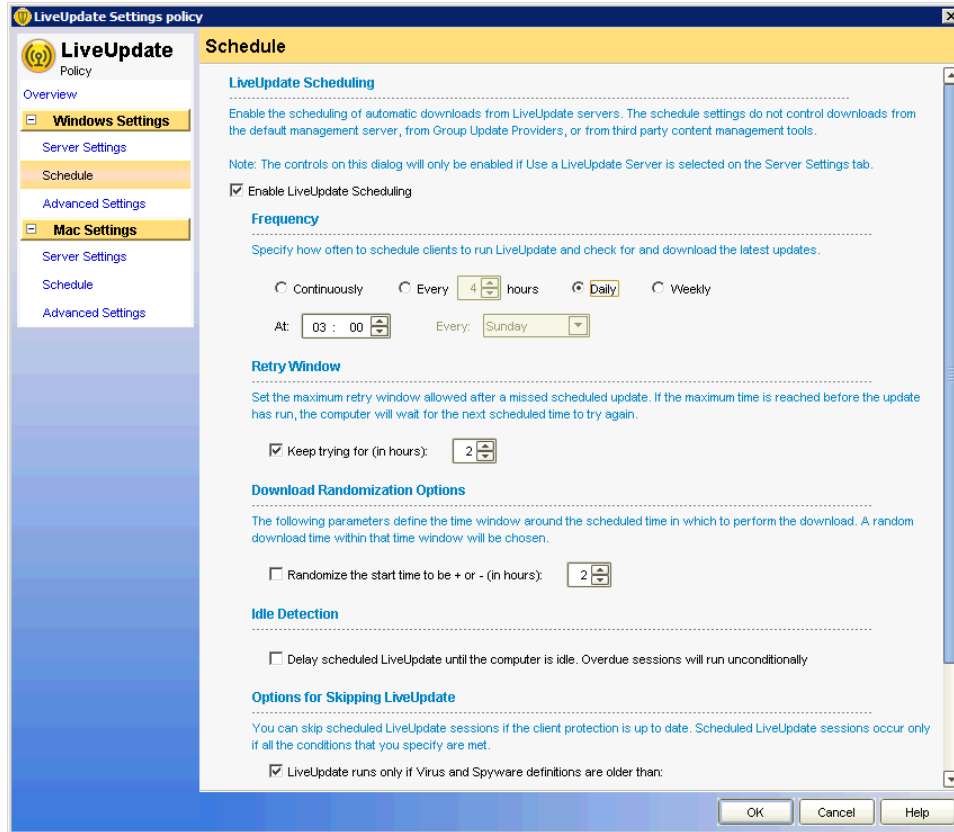 LiveUpdate Settings policy
LiveUpdate
Policy
Overview
Windows Settings
Server Settings
Schedule
Advanced Settings
Mac Settings
Server Settings
Schedule
Advanced Settings
Schedule
LiveUpdate Scheduling
Enable the scheduling of automatic downloads from LiveUpdate servers. The schedule settings do not control downloads from
the default management server, from Group Update Providers, or from third party content management tools.
Note: The controls on this dialog will only be enabled if Use a LiveUpdate Server is selected on the Server Settings tab.
Enable LiveUpdate Scheduling
Frequency
Specify how often to schedule clients to run LiveUpdate and check for and download the latest updates.
Continuously Every 4 hours Daily Weekly
At: 03 : 00 Every: Sunday
Retry Window
Set the maximum retry window allowed after a missed scheduled update. If the maximum time is reached before the update
has run, the computer will wait for the next scheduled time to try again.
Keep trying for (in hours): 2
Download Randomization Options
The following parameters define the time window around the scheduled time in which to perform the download. A random
download time within that time window will be chosen.
Randomize the start time to be + or - (in hours): 2
Idle Detection
Delay scheduled LiveUpdate until the computer is idle. Overdue sessions will run unconditionally
Options for Skipping LiveUpdate
You can skip scheduled LiveUpdate sessions if the client protection is up to date. Scheduled LiveUpdate sessions occur only
if all the conditions that you specify are met.
LiveUpdate runs only if Virus and Spyware definitions are older than:
OK Cancel Help